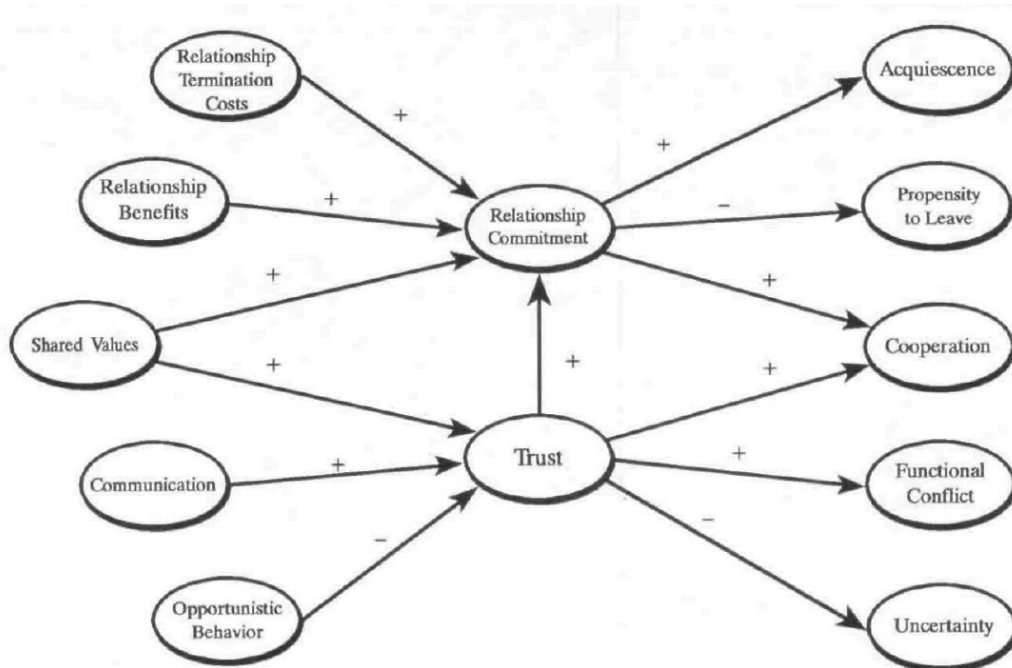 Relationship
Termination
Costs
Acquiescence
+
+
Relationship
Benefits
+
Relationship
Commitment
−
Propensity
to Leave
+
+
Shared Values
Cooperation
+
+
+
Communication
+
Trust
+
Functional
Conflict
−
−
Opportunistic
Behavior
Uncertainty